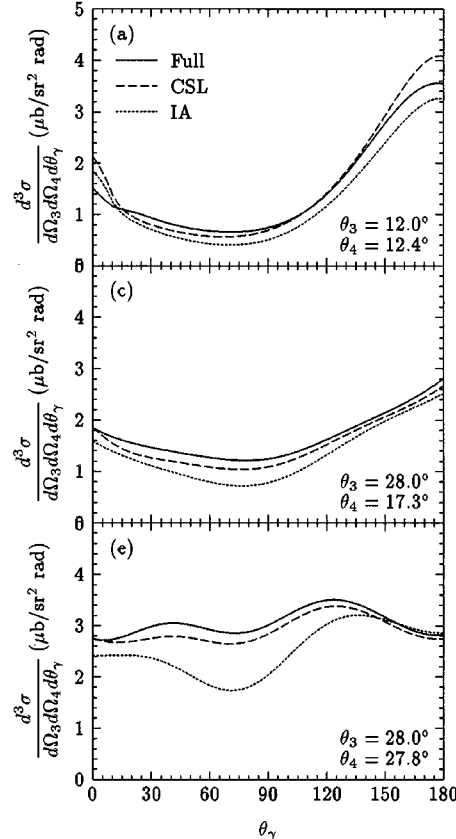 5
(a)
Full
CSL
IA
4
3
2
1
0
θ₃ = 12.0°
θ₄ = 12.4°
d³σ
dΩ₃dΩ₄dθᵧ
(μb/sr² rad)
(c)
4
3
2
1
0
θ₃ = 28.0°
θ₄ = 17.3°
d³σ
dΩ₃dΩ₄dθᵧ
(μb/sr² rad)
(e)
4
3
2
1
0
θ₃ = 28.0°
θ₄ = 27.8°
d³σ
dΩ₃dΩ₄dθᵧ
(μb/sr² rad)
0 30 60 90 120 150 180
θᵧ